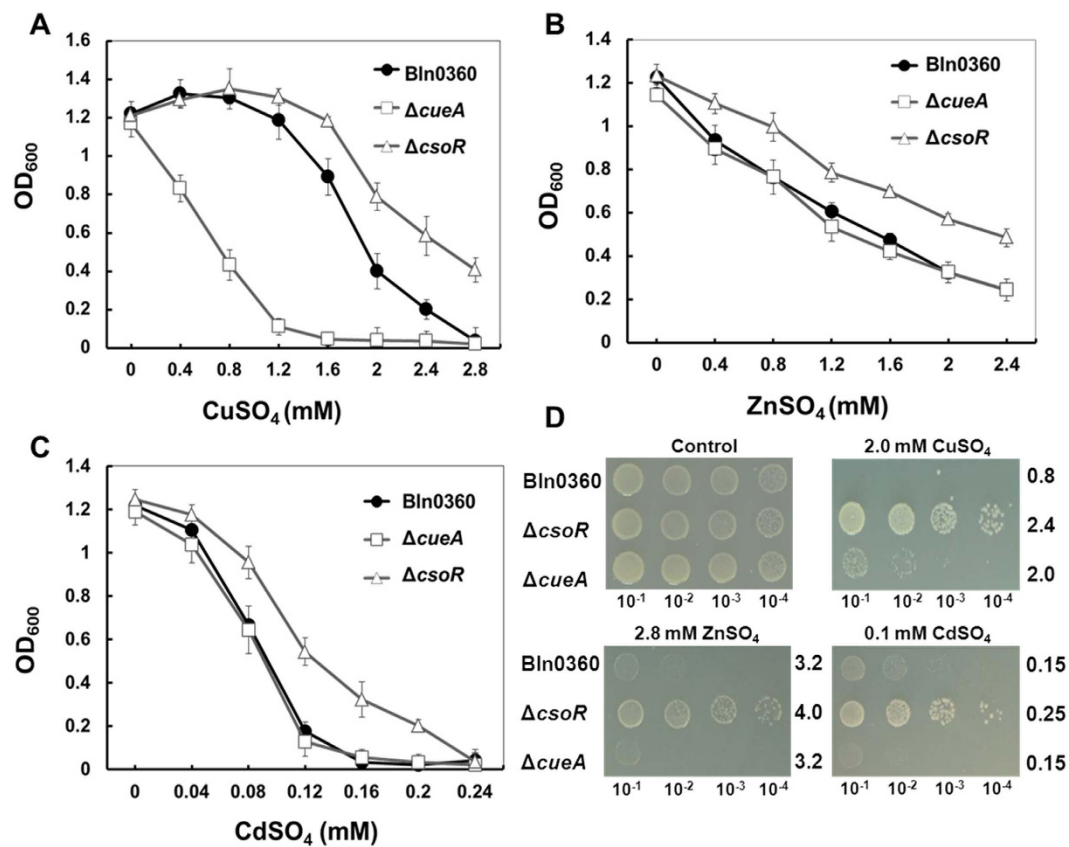 A
1.6
1.4
1.2
1.0
0.8
0.6
0.4
0.2
0
OD600
0 0.4 0.8 1.2 1.6 2 2.4 2.8
CuSO4 (mM)
Bln0360
ΔcueA
ΔcsoR
B
1.4
1.2
1
0.8
0.6
0.4
0.2
0
OD600
0 0.4 0.8 1.2 1.6 2 2.4
ZnSO4 (mM)
Bln0360
ΔcueA
ΔcsoR
C
1.4
1.2
1
0.8
0.6
0.4
0.2
0
OD600
0 0.04 0.08 0.12 0.16 0.2 0.24
CdSO4 (mM)
Bln0360
ΔcueA
ΔcsoR
D
Control
2.0 mM CuSO4
Bln0360 0.8
ΔcsoR 2.4
ΔcueA 2.0
10-1 10-2 10-3 10-4 10-1 10-2 10-3 10-4
2.8 mM ZnSO4
0.1 mM CdSO4
Bln0360 3.2 0.15
ΔcsoR 4.0 0.25
ΔcueA 3.2 0.15
10-1 10-2 10-3 10-4 10-1 10-2 10-3 10-4